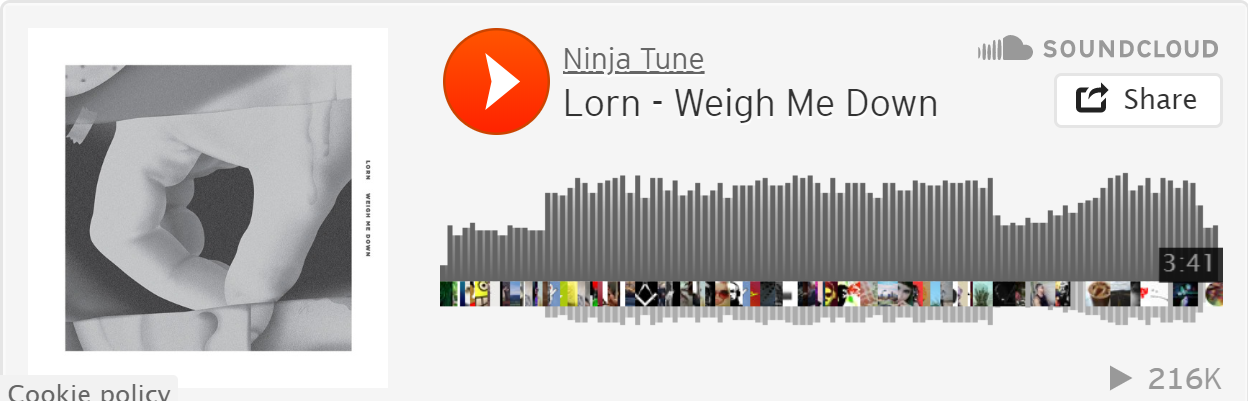 Ninja Tune
Lorn - Weigh Me Down
SOUNDCLOUD
Share
LORN WEIGH ME DOWN
3:41
216K
Cookie policy